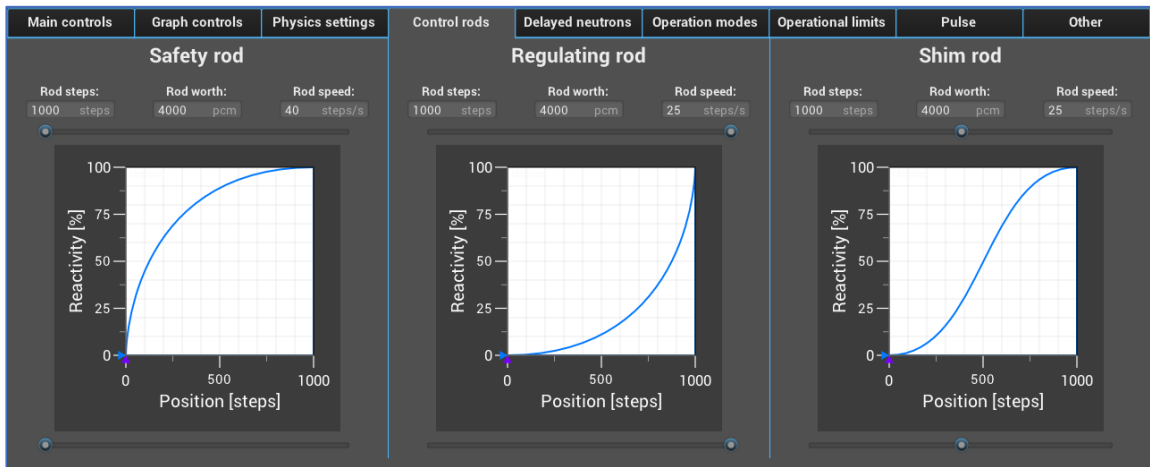 Main controls Graph controls Physics settings Control rods Delayed neutrons Operation modes Operational limits Pulse Other
Safety rod
Rod steps: Rod worth: Rod speed:
1000 steps 4000 pcm 40 steps/s
100
75
50
25
0
Reactivity [%]
0 500 1000
Position [steps]
Regulating rod
Rod steps: Rod worth: Rod speed:
1000 steps 4000 pcm 25 steps/s
100
75
50
25
0
Reactivity [%]
0 500 1000
Position [steps]
Shim rod
Rod steps: Rod worth: Rod speed:
1000 steps 4000 pcm 25 steps/s
100
75
50
25
0
Reactivity [%]
0 500 1000
Position [steps]